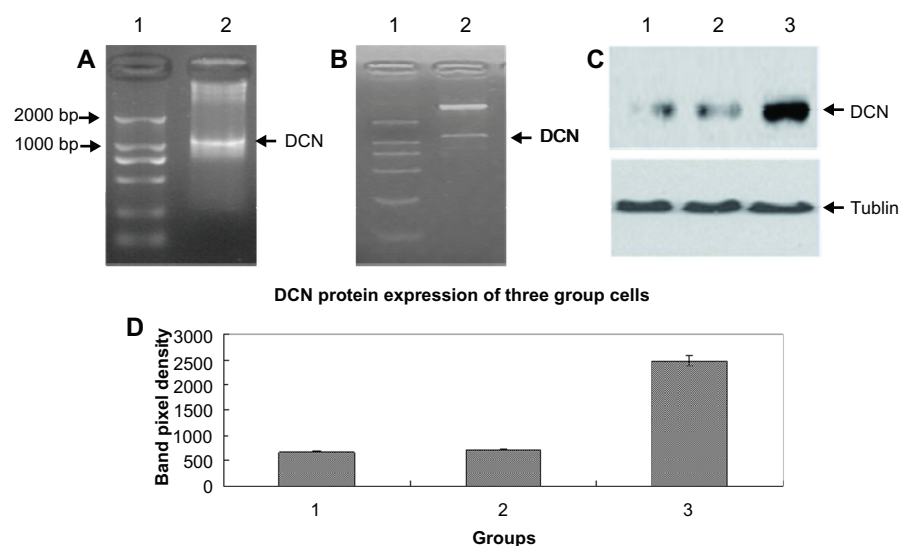 1 2
A
2000 bp
1000 bp
DCN
1 2
B
DCN
1 2 3
C
DCN
Tublin
DCN protein expression of three group cells
D
Band pixel density
3000
2500
2000
1500
1000
500
0
1 2 3
Groups